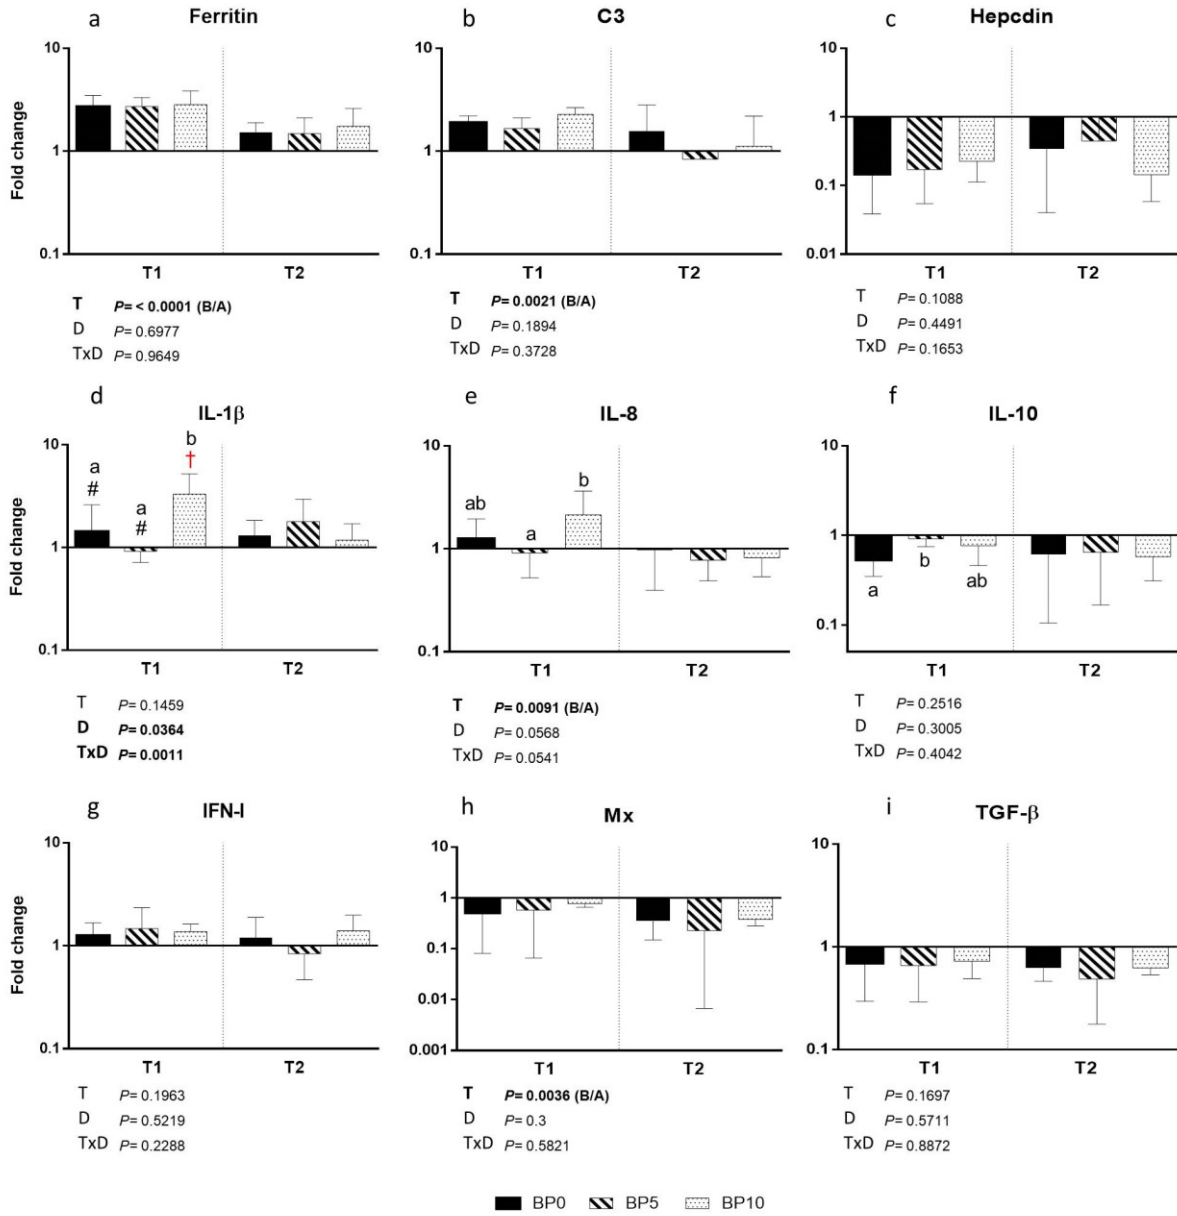 a Ferritin
b C3
c Hepcdin
Fold change
10
1
0.1
T1 T2
10
1
0.1
T1 T2
10
1
0.1
0.01
T1 T2
T P= < 0.0001 (B/A)
D P= 0.6977
TxD P= 0.9649
T P= 0.0021 (B/A)
D P= 0.1894
TxD P= 0.3728
T P= 0.1088
D P= 0.4491
TxD P= 0.1653
d IL-1β
e IL-8
f IL-10
Fold change
10
1
0.1
a
#
a
#
b
†
T1 T2
10
1
0.1
ab
a
b
T1 T2
10
1
0.1
a
b
ab
T1 T2
T P= 0.1459
D P= 0.0364
TxD P= 0.0011
T P= 0.0091 (B/A)
D P= 0.0568
TxD P= 0.0541
T P= 0.2516
D P= 0.3005
TxD P= 0.4042
g IFN-I
h Mx
i TGF-β
Fold change
10
1
0.1
T1 T2
10
1
0.1
0.01
0.001
T1 T2
10
1
0.1
T1 T2
T P= 0.1963
D P= 0.5219
TxD P= 0.2288
T P= 0.0036 (B/A)
D P= 0.3
TxD P= 0.5821
T P= 0.1697
D P= 0.5711
TxD P= 0.8872
BP0 BP5 BP10